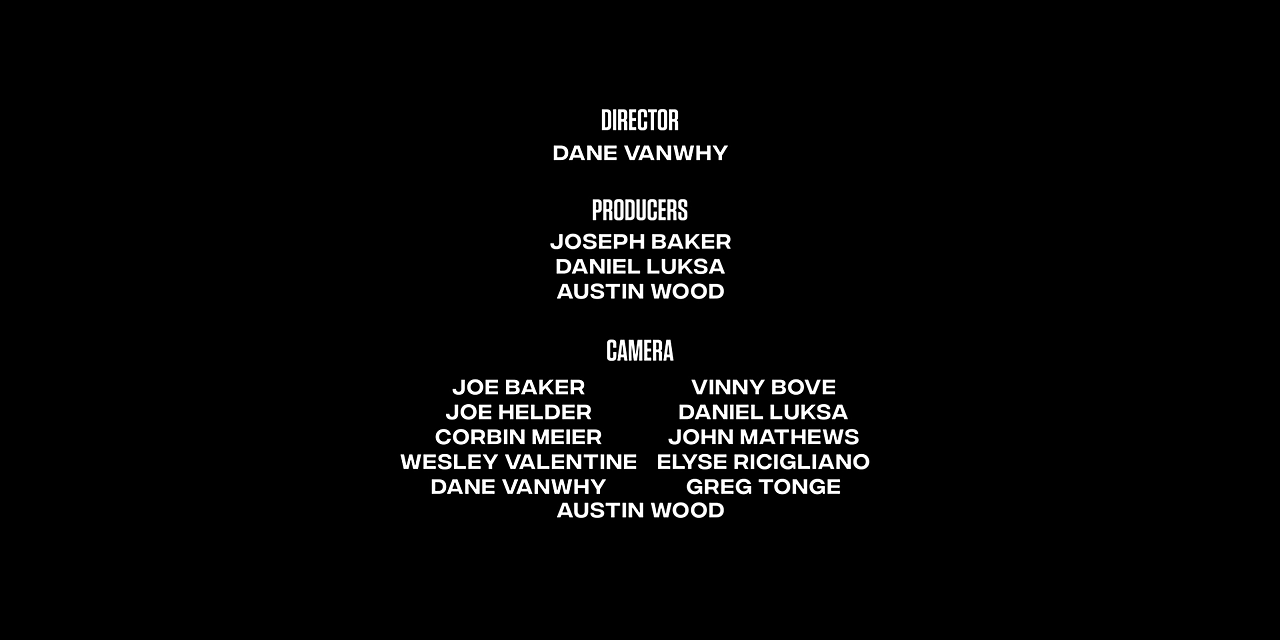 DIRECTOR
DANE VANWHY
PRODUCERS
JOSEPH BAKER
DANIEL LUKSA
AUSTIN WOOD
CAMERA
JOE BAKER VINNY BOVE
JOE HELDER DANIEL LUKSA
CORBIN MEIER JOHN MATHEWS
WESLEY VALENTINE ELYSE RICIGLIANO
DANE VANWHY GREG TONGE
AUSTIN WOOD